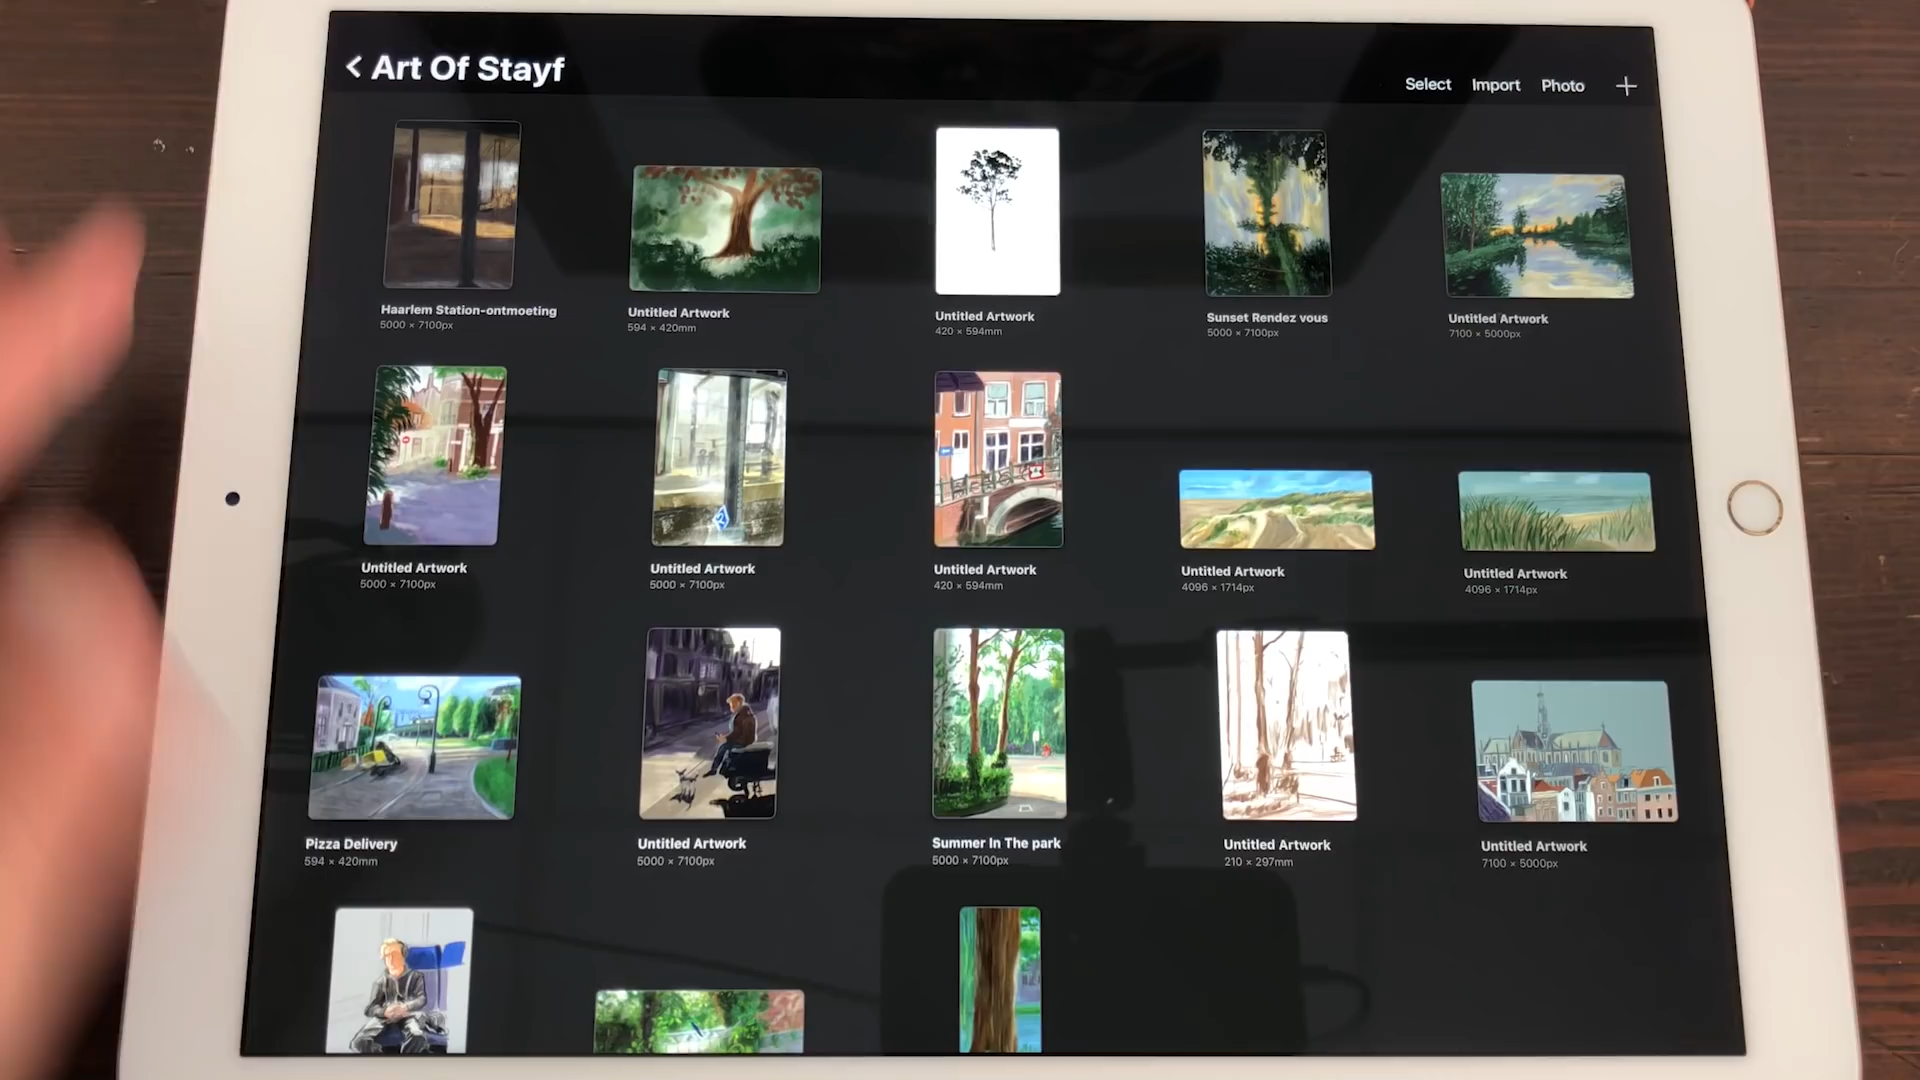 Art Of Stayf
Select Import Photo
Haarlem Station-ontmoeting
5000 × 7100px
Untitled Artwork
594 × 420mm
Untitled Artwork
420 × 594mm
Sunset Rendez vous
5000 × 7100px
Untitled Artwork
7100 × 5000px
Untitled Artwork
5000 × 7100px
Untitled Artwork
5000 × 7100px
Untitled Artwork
420 × 594mm
Untitled Artwork
4096 × 1714px
Untitled Artwork
4096 × 1714px
Pizza Delivery
594 × 420mm
Untitled Artwork
5000 × 7100px
Summer In The park
5000 × 7100px
Untitled Artwork
210 × 297mm
Untitled Artwork
7100 × 5000px